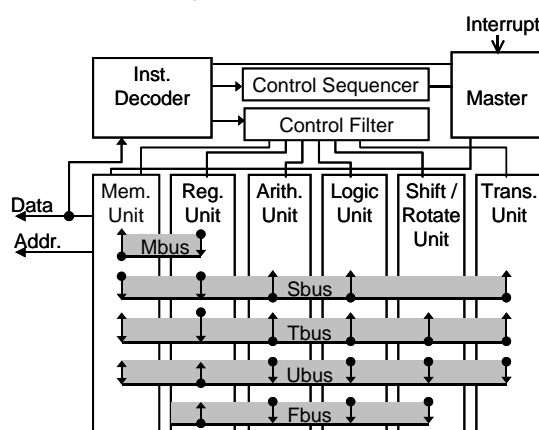 Interrupt
Inst.
Decoder
Control Sequencer
Master
Control Filter
Mem.
Unit
Reg.
Unit
Arith.
Unit
Logic
Unit
Shift /
Rotate
Unit
Trans.
Unit
Data
Addr.
Mbus
Sbus
Tbus
Ubus
Fbus